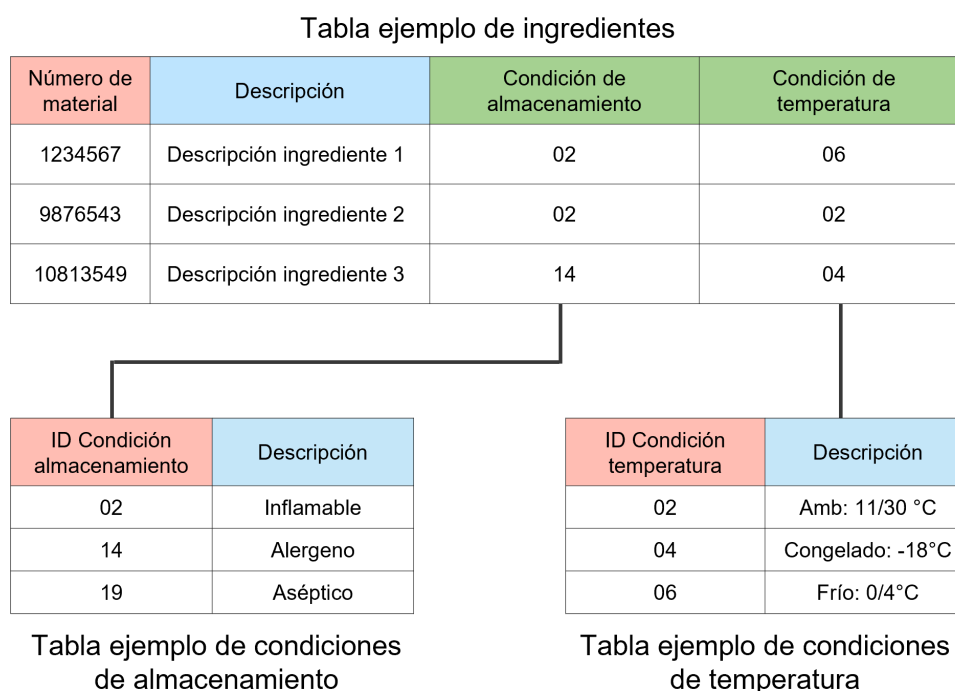 Tabla ejemplo de ingredientes
Número de material Descripción Condición de almacenamiento Condición de temperatura
1234567 Descripción ingrediente 1 02 06
9876543 Descripción ingrediente 2 02 02
10813549 Descripción ingrediente 3 14 04
ID Condición almacenamiento Descripción
02 Inflamable
14 Alergeno
19 Aséptico
Tabla ejemplo de condiciones
de almacenamiento
ID Condición temperatura Descripción
02 Amb: 11/30 °C
04 Congelado: -18°C
06 Frío: 0/4°C
Tabla ejemplo de condiciones
de temperatura